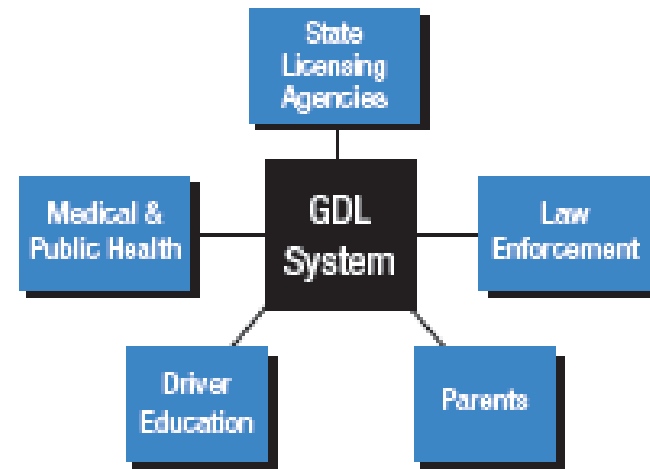 State
Licensing
Agencies
Medical &
Public Health
GDL
System
Law
Enforcement
Driver
Education
Parents